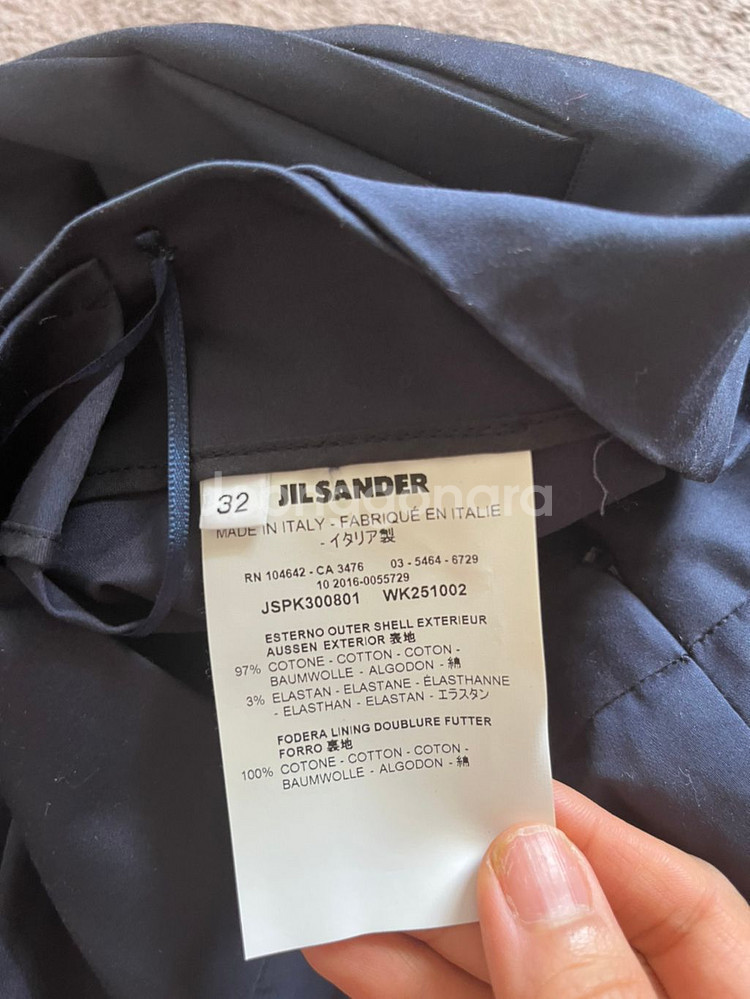 32 JIL SANDER
MADE IN ITALY - FABRIQUÉ EN ITALIE
- イタリア製
RN 104642 - CA 3476 03 - 5464 - 6729
10 2016-0055729
JSPK300801 WK251002
ESTERNO OUTER SHELL EXTERIEUR
AUSSEN EXTERIOR 表地
97% COTONE - COTTON - COTON -
BAUMWOLLE - ALGODON - 綿
3% ELASTAN - ELASTANE - ÉLASTHANNE
- ELASTHAN - ELASTAN - エラスタン
FODERA LINING DOUBLURE FUTTER
FORRO 裏地
100% COTONE - COTTON - COTON -
BAUMWOLLE - ALGODON - 綿